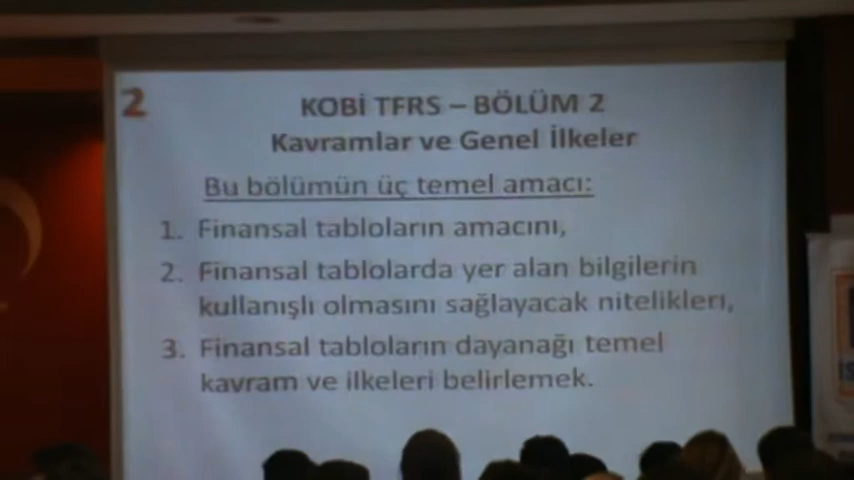 2
KOBİ TFRS – BÖLÜM 2
Kavramlar ve Genel İlkeler
Bu bölümün üç temel amacı:
1. Finansal tabloların amacını,
2. Finansal tablolarda yer alan bilgilerin
kullanışlı olmasını sağlayacak nitelikleri,
3. Finansal tabloların dayanağı temel
kavram ve ilkeleri belirlemek.